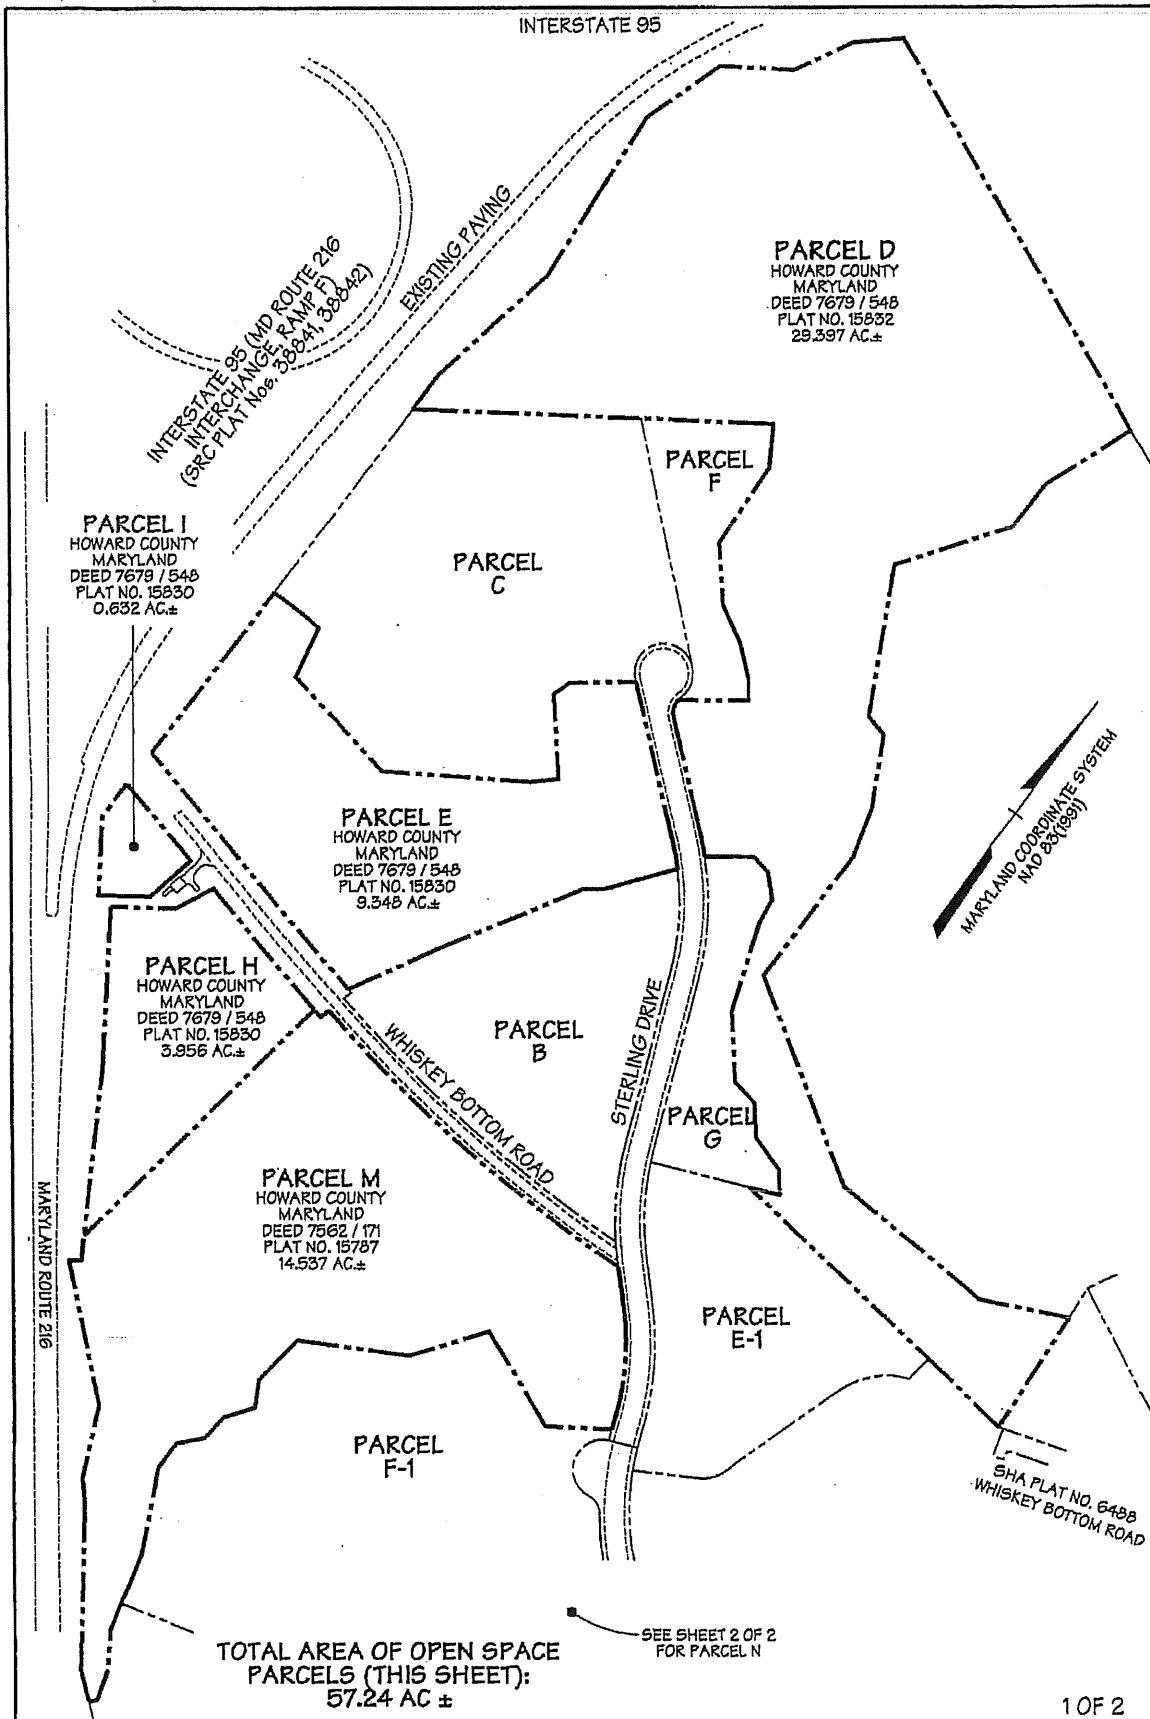 INTERSTATE 95
INTERSTATE 95 (MD ROUTE 216
INTERCHANGE, RAMP F)
(SRC PLAT Nos. 38841, 38842)
EXISTING PAVING
PARCEL D
HOWARD COUNTY
MARYLAND
DEED 7679 / 548
PLAT NO. 15832
29.397 AC.±
PARCEL
F
PARCEL I
HOWARD COUNTY
MARYLAND
DEED 7679 / 548
PLAT NO. 15830
0.632 AC.±
PARCEL
C
MARYLAND COORDINATE SYSTEM
NAD 83(1991)
PARCEL E
HOWARD COUNTY
MARYLAND
DEED 7679 / 548
PLAT NO. 15830
9.348 AC.±
PARCEL H
HOWARD COUNTY
MARYLAND
DEED 7679 / 548
PLAT NO. 15830
3.956 AC.±
PARCEL
B
STERLING DRIVE
WHISKEY BOTTOM ROAD
PARCEL
G
PARCEL M
HOWARD COUNTY
MARYLAND
DEED 7562 / 171
PLAT NO. 15787
14.537 AC.±
MARYLAND ROUTE 216
PARCEL
E-1
PARCEL
F-1
SHA PLAT NO. 6488
WHISKEY BOTTOM ROAD
SEE SHEET 2 OF 2
FOR PARCEL N
TOTAL AREA OF OPEN SPACE
PARCELS (THIS SHEET):
57.24 AC ±
1 OF 2